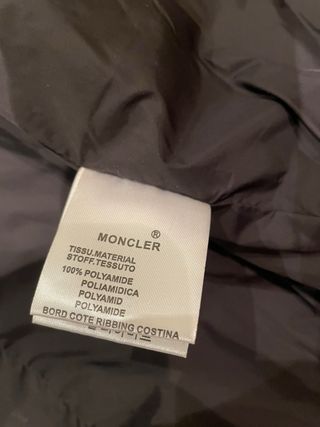 MONCLER ®
TISSU.MATERIAL
STOFF.TESSUTO
100% POLYAMIDE
POLIAMIDICA
POLYAMID
POLYAMIDE
BORD COTE RIBBING COSTINA